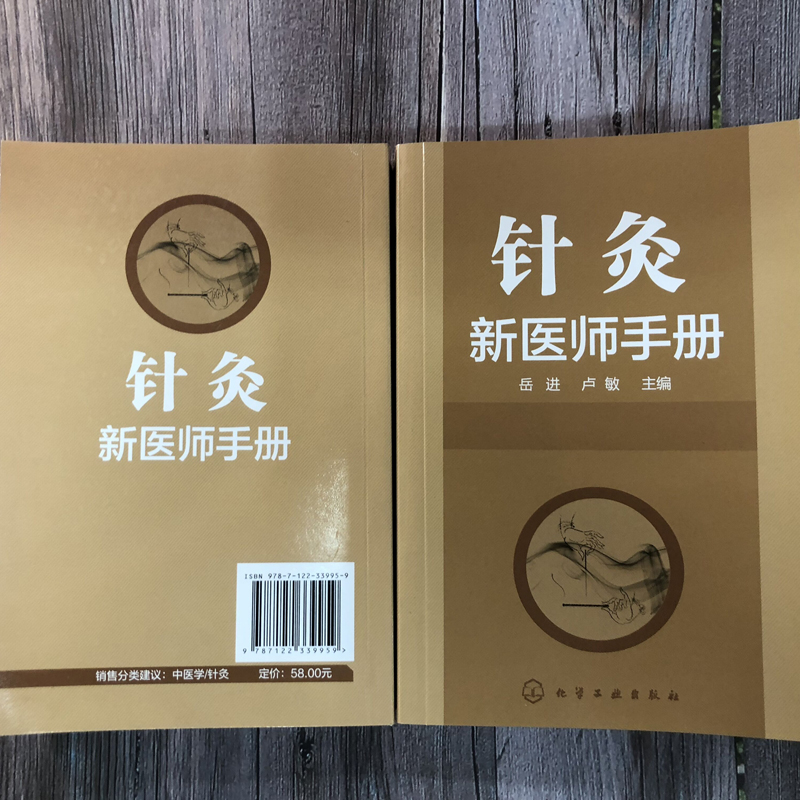 针灸
新医师手册
ISBN 978-7-122-33995-9
9 787122 339959 >
销售分类建议：中医学/针灸 定价：58.00元
针灸
新医师手册
岳进 卢敏 主编
化学工业出版社